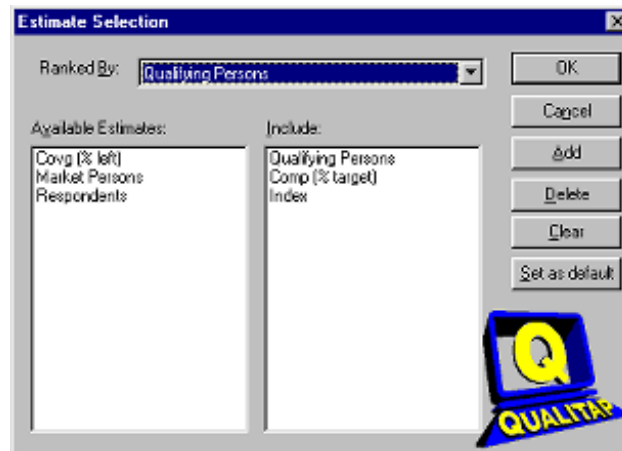 Estimate Selection
Ranked By: Qualifying Persons
OK
Cancel
Available Estimates:
Include:
Add
Covg (% left)
Market Persons
Respondents
Qualifying Persons
Comp (% target)
Index
Delete
Clear
Set as default
Q
QUALITAP